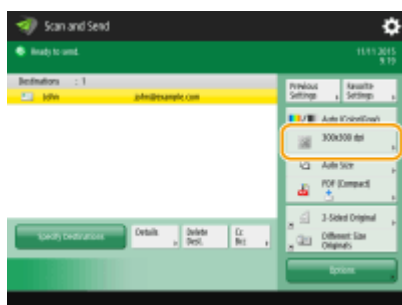 Scan and Send
Ready to send.
11/11 2015
9:19
Destinations : 1
John john@example.com
Previous Settings
Favorite Settings
Auto (Color/Gray)
300x300 dpi
Auto Size
PDF (Compact)
2-Sided Original
Different Size
Originals
Specify Destinations
Details
Delete
Dest.
Cc
Bcc
Options